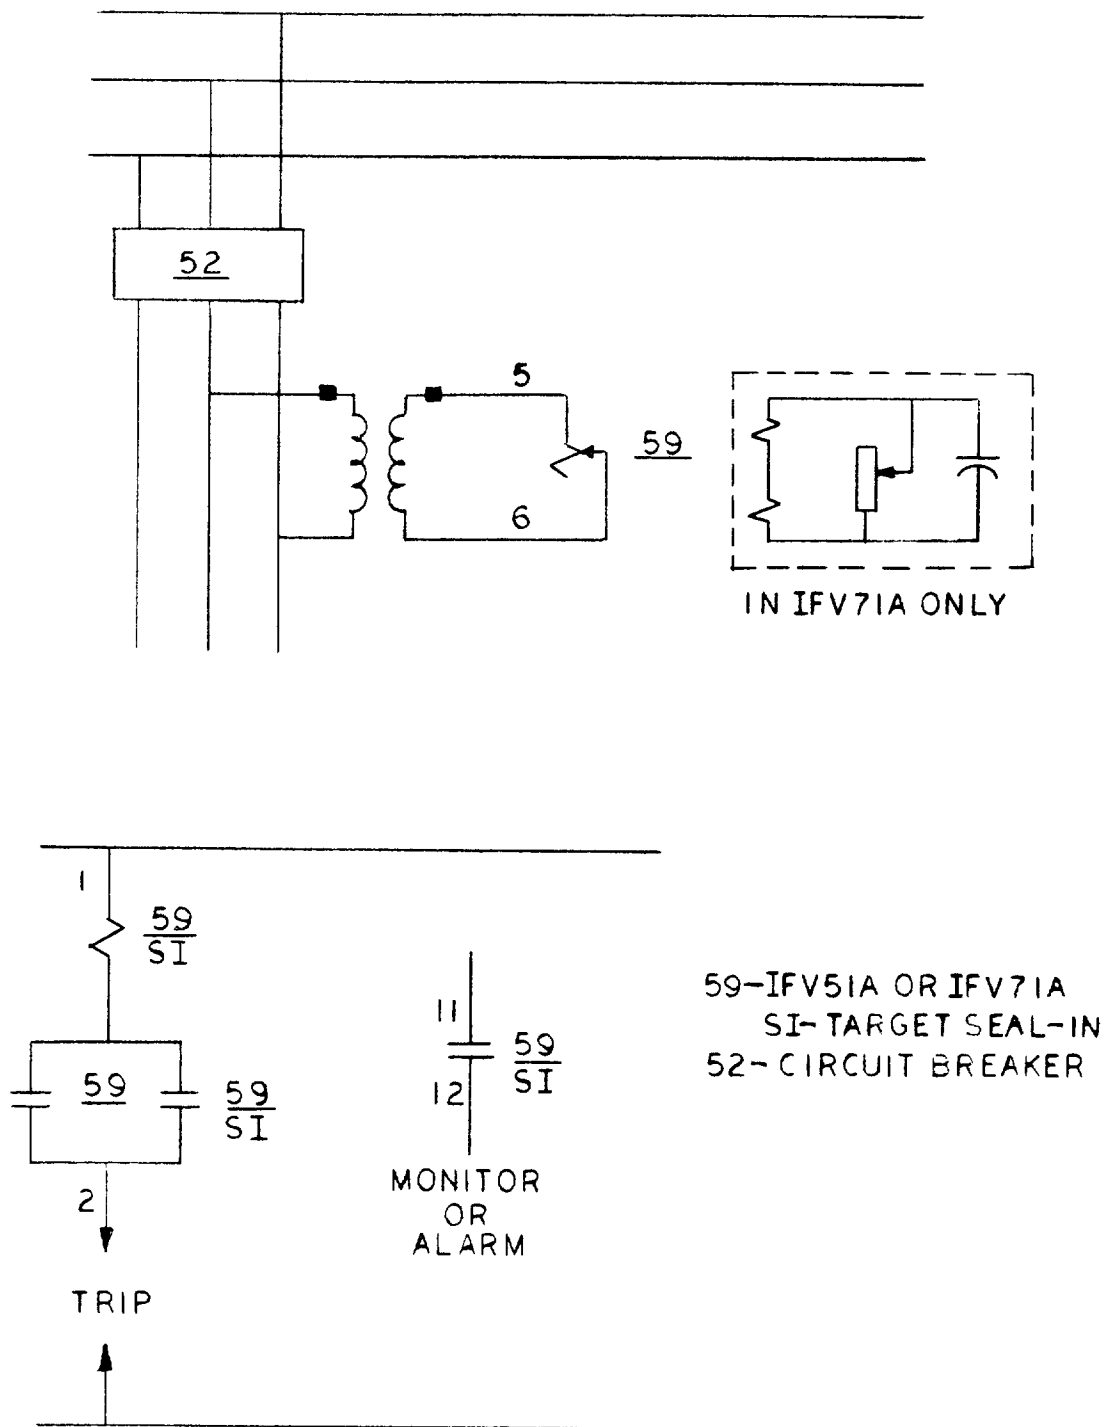 52
5
59
6
IN IFV71A ONLY
1
59
SI
59
59
SI
2
TRIP
11
59
SI
12
MONITOR
OR
ALARM
59-IFV51A OR IFV71A
SI-TARGET SEAL-IN
52-CIRCUIT BREAKER